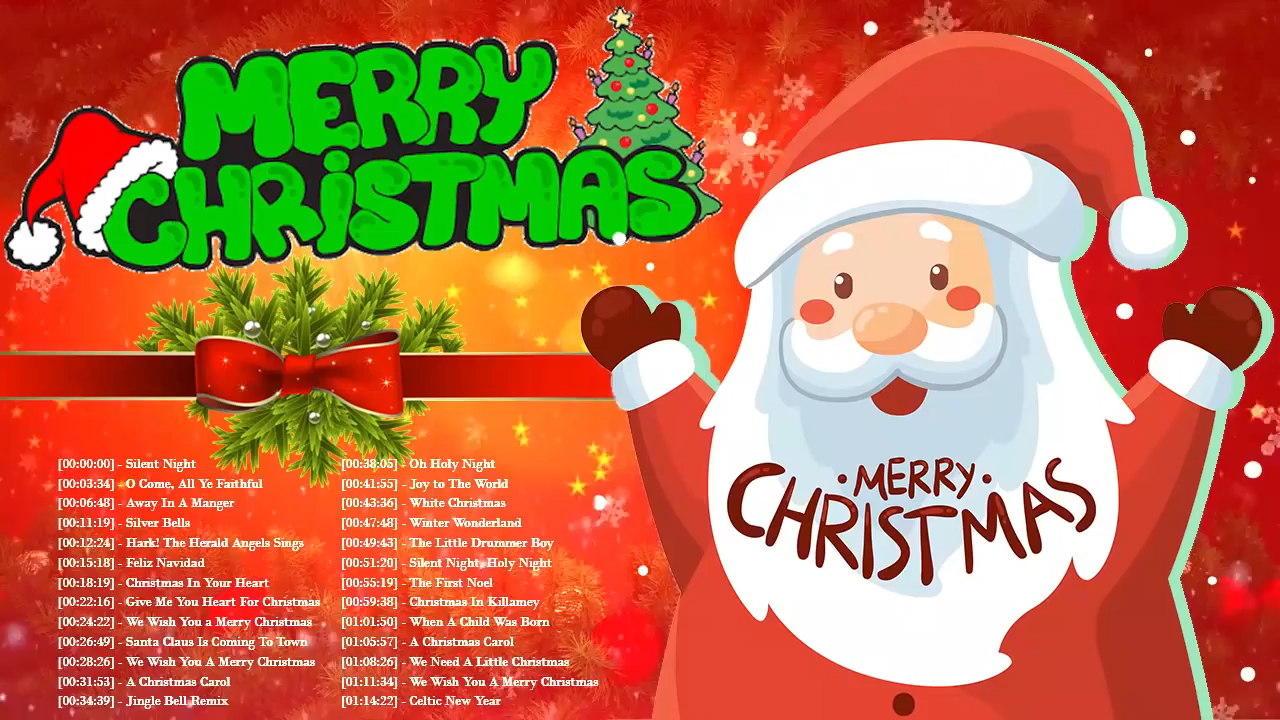 MERRY
CHRiSTMAS
[00:00:00] - Silent Night
[00:03:34] - O Come, All Ye Faithful
[00:06:48] - Away In A Manger
[00:11:19] - Silver Bells
[00:12:24] - Hark! The Herald Angels Sings
[00:15:18] - Feliz Navidad
[00:18:19] - Christmas In Your Heart
[00:22:16] - Give Me You Heart For Christmas
[00:24:22] - We Wish You a Merry Christmas
[00:26:49] - Santa Claus Is Coming To Town
[00:28:26] - We Wish You A Merry Christmas
[00:31:53] - A Christmas Carol
[00:34:39] - Jingle Bell Remix
[00:38:05] - Oh Holy Night
[00:41:55] - Joy to The World
[00:43:36] - White Christmas
[00:47:48] - Winter Wonderland
[00:49:43] - The Little Drummer Boy
[00:51:20] - Silent Night, Holy Night
[00:55:19] - The First Noel
[00:59:38] - Christmas In Killamey
[01:01:50] - When A Child Was Born
[01:05:57] - A Christmas Carol
[01:08:26] - We Need A Little Christmas
[01:11:34] - We Wish You A Merry Christmas
[01:14:22] - Celtic New Year
·MERRY·
CHRISTMAS